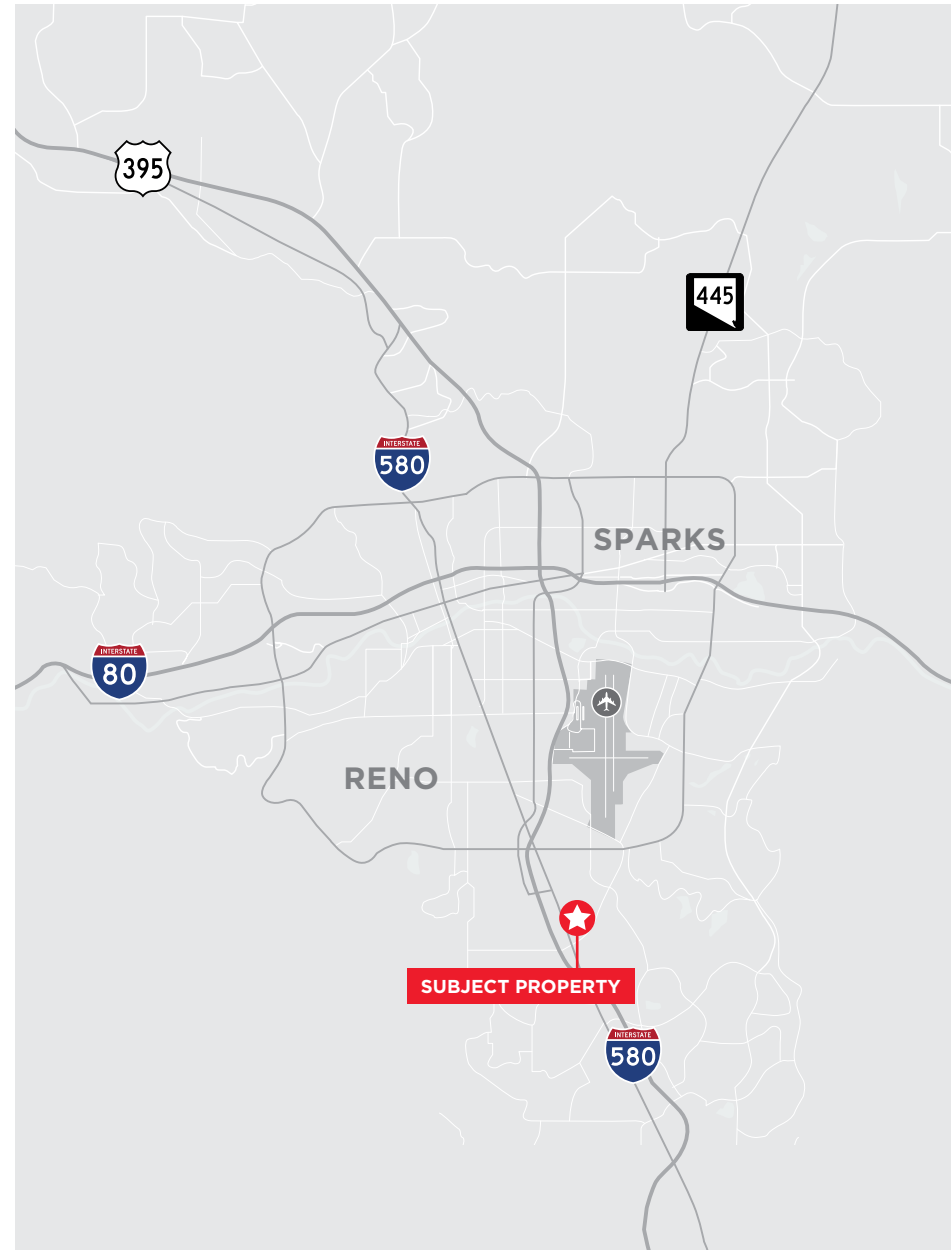 395
445
INTERSTATE
580
SPARKS
INTERSTATE
80
RENO
SUBJECT PROPERTY
INTERSTATE
580